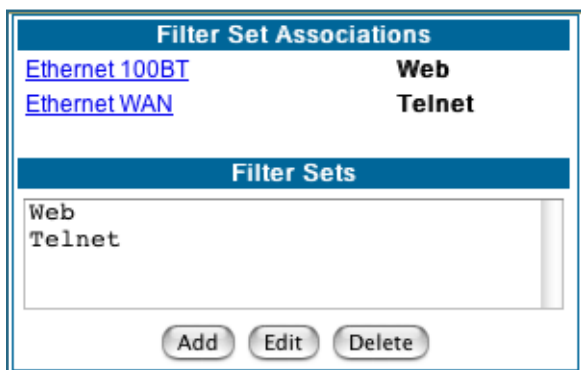 Filter Set Associations
Ethernet 100BT Web
Ethernet WAN Telnet
Filter Sets
Web
Telnet
Add Edit Delete